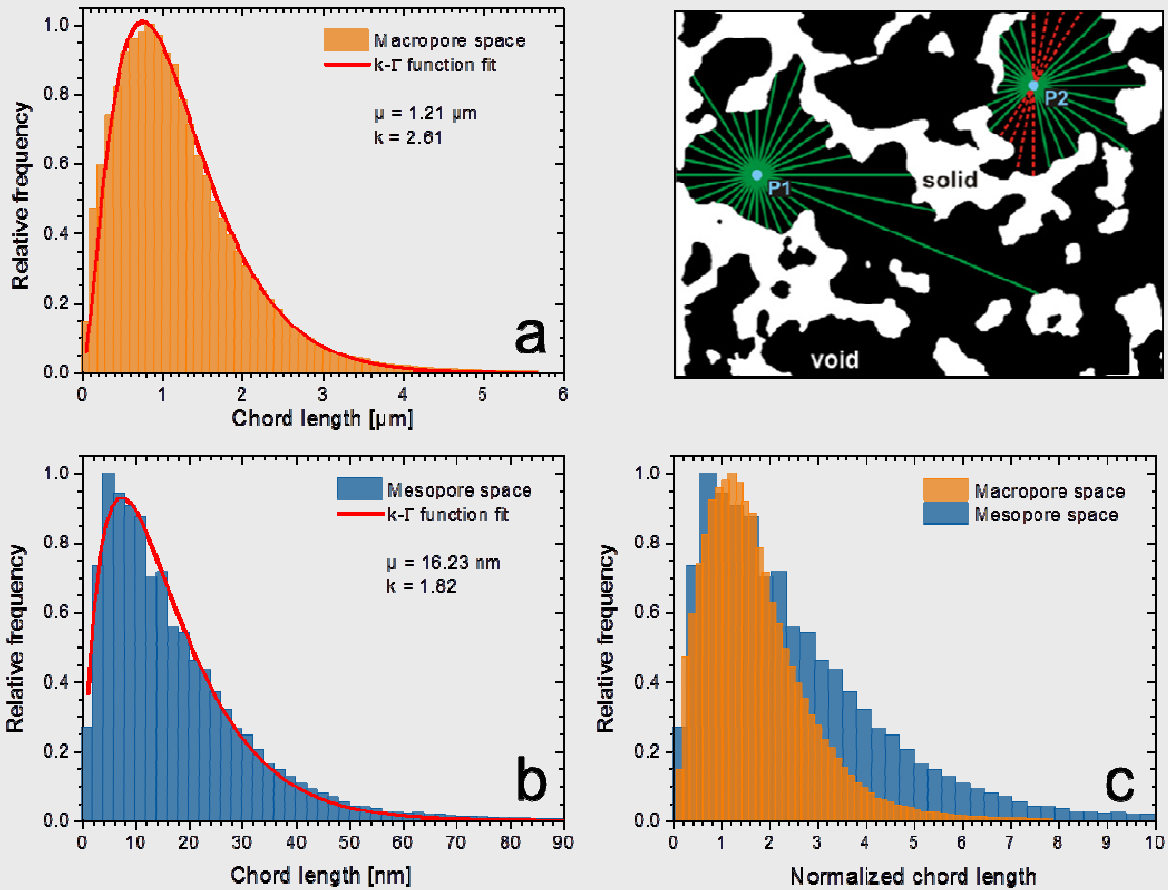 1.0
0.8
0.6
0.4
0.2
0.0
Relative frequency
Macropore space
k-Γ function fit
μ = 1.21 μm
k = 2.61
a
0 1 2 3 4 5 6
Chord length [μm]
P1
P2
solid
void
1.0
0.8
0.6
0.4
0.2
0.0
Relative frequency
Mesopore space
k-Γ function fit
μ = 16.23 nm
k = 1.82
b
0 10 20 30 40 50 60 70 80 90
Chord length [nm]
1.0
0.8
0.6
0.4
0.2
0.0
Relative frequency
Macropore space
Mesopore space
c
0 1 2 3 4 5 6 7 8 9 10
Normalized chord length